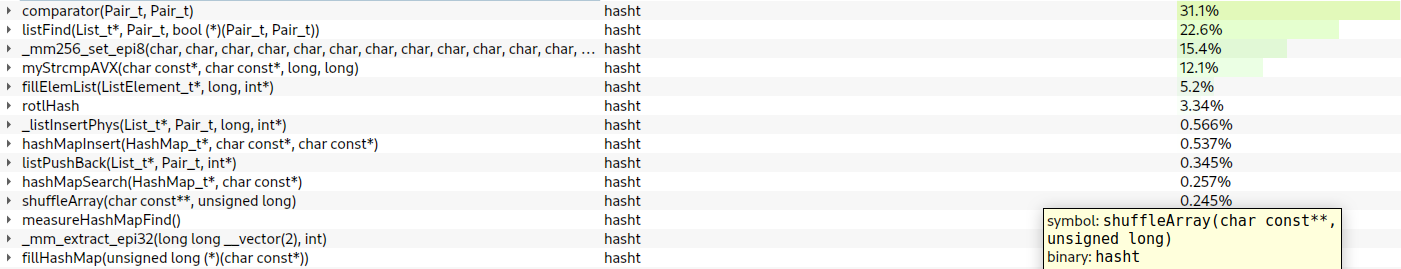 comparator(Pair_t, Pair_t) hasht 31.1%
listFind(List_t*, Pair_t, bool (*)(Pair_t, Pair_t)) hasht 22.6%
_mm256_set_epi8(char, char, char, char, char, char, char, char, char, char, char, char, char, ... hasht 15.4%
myStrcmpAVX(char const*, char const*, long, long) hasht 12.1%
fillElemList(ListElement_t*, long, int*) hasht 5.2%
rotlHash hasht 3.34%
_listInsertPhys(List_t*, Pair_t, long, int*) hasht 0.566%
hashMapInsert(HashMap_t*, char const*, char const*) hasht 0.537%
listPushBack(List_t*, Pair_t, int*) hasht 0.345%
hashMapSearch(HashMap_t*, char const*) hasht 0.257%
shuffleArray(char const**, unsigned long) hasht 0.245%
measureHashMapFind() hasht
_mm_extract_epi32(long long __vector(2), int) hasht
fillHashMap(unsigned long (*)(char const*)) hasht
symbol: shuffleArray(char const**,
unsigned long)
binary: hasht